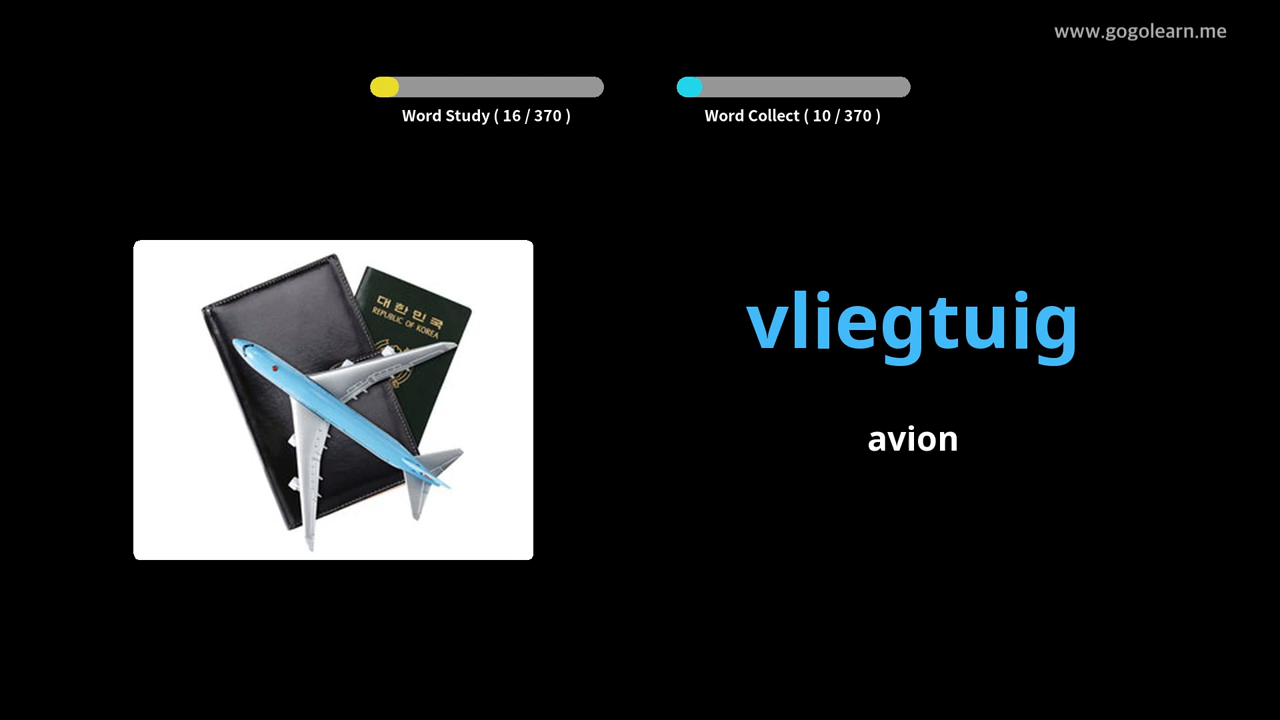 www.gogolearn.me
Word Study ( 16 / 370 )
Word Collect ( 10 / 370 )
대한민국
REPUBLIC OF KOREA
vliegtuig
avion